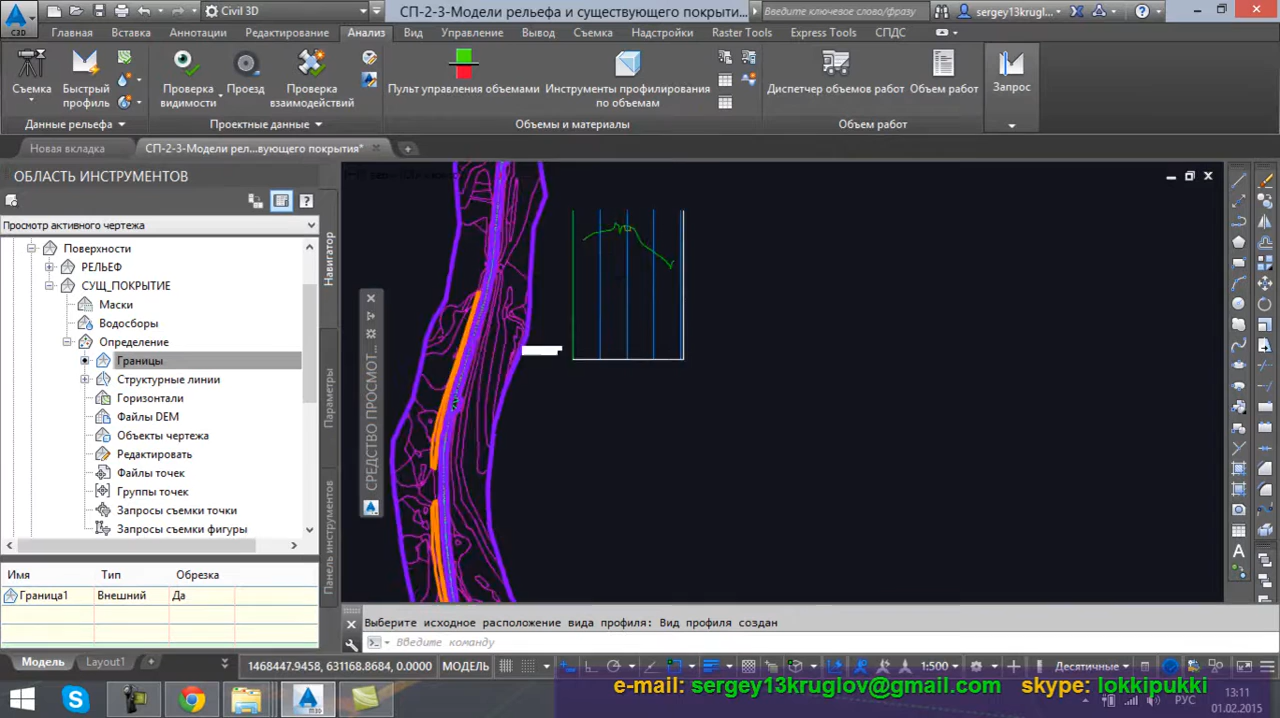 Civil 3D
СП-2-3-Модели рельефа и существующего покрыти...
Введите ключевое слово/фразу
sergey13krugl...
C3D
Главная Вставка Аннотации Редактирование Анализ Вид Управление Вывод Съемка Надстройки Raster Tools Express Tools СПДС
Съемка
Быстрый профиль
Проверка видимости
Проезд
Проверка взаимодействий
Пульт управления объемами
Инструменты профилирования по объемам
Диспетчер объемов работ
Объем работ
Запрос
Данные рельефа
Проектные данные
Объемы и материалы
Объем работ
Новая вкладка
СП-2-3-Модели рел...вующего покрытия*
ОБЛАСТЬ ИНСТРУМЕНТОВ
Просмотр активного чертежа
Поверхности
РЕЛЬЕФ
СУЩ_ПОКРЫТИЕ
Маски
Водосборы
Определение
Границы
Структурные линии
Горизонтали
Файлы DEM
Объекты чертежа
Редактировать
Файлы точек
Группы точек
Запросы съемки точки
Запросы съемки фигуры
Навигатор
Параметры
Панель инструментов
СРЕДСТВО ПРОСМОТ...
Имя Тип Обрезка
Граница1 Внешний Да
Выберите исходное расположение вида профиля: Вид профиля создан
Введите команду
Модель Layout1
1468447.9458, 631168.8684, 0.0000 МОДЕЛЬ
1:500
Десятичные
e-mail: sergey13kruglov@gmail.com skype: lokkipukki
РУС
13:11
01.02.2015